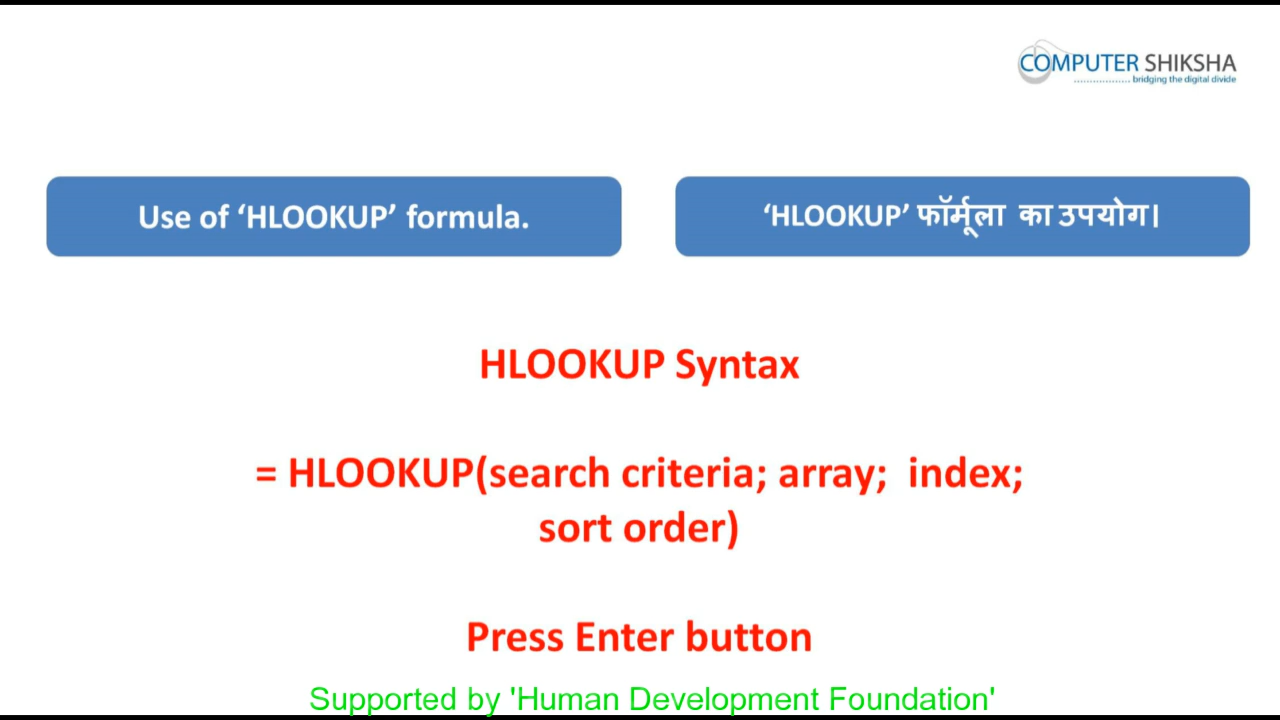 COMPUTER SHIKSHA
.................. bridging the digital divide
Use of ‘HLOOKUP’ formula.
‘HLOOKUP’ फॉर्मूला का उपयोग।
HLOOKUP Syntax
= HLOOKUP(search criteria; array; index;
sort order)
Press Enter button
Supported by 'Human Development Foundation'